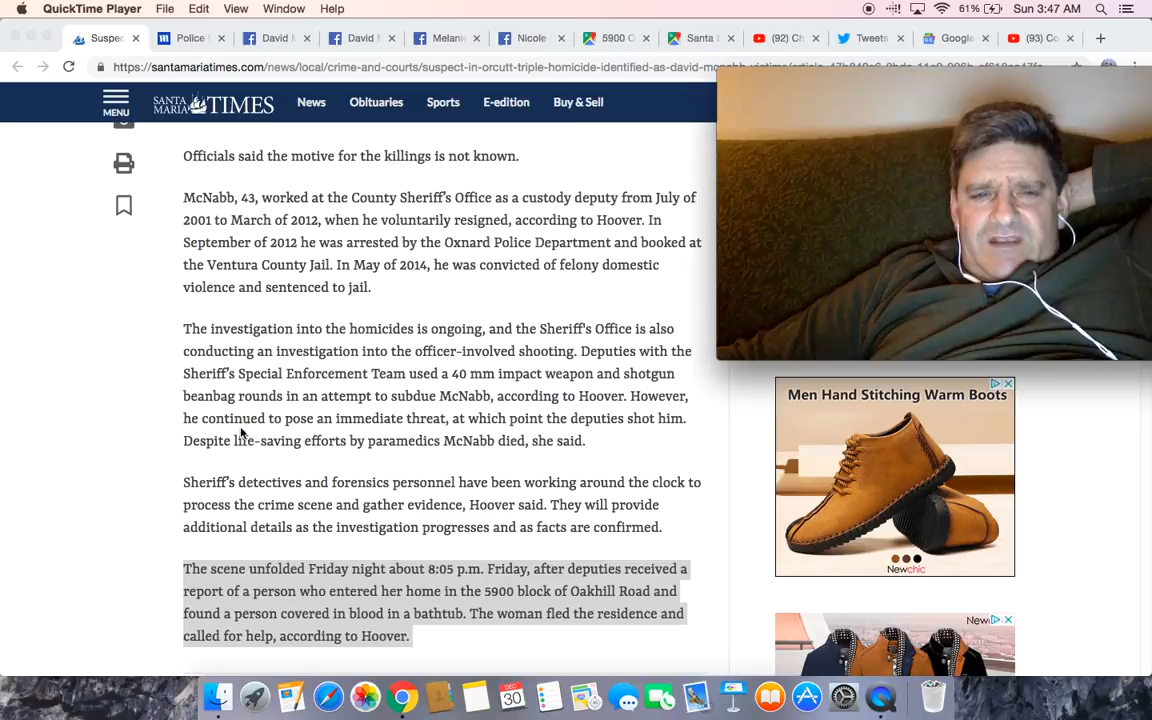 QuickTime Player File Edit View Window Help 61% Sun 3:47 AM
Suspec Police David M David Melanie Nicole 5900 O Santa (92) Ch Tweets Google (93) Co
https://santamariatimes.com/news/local/crime-and-courts/suspect-in-orcutt-triple-homicide-identified-as-david-mcnabb-victims/article
MENU SANTA MARIA TIMES News Obituaries Sports E-edition Buy & Sell
Officials said the motive for the killings is not known.
McNabb, 43, worked at the County Sheriff's Office as a custody deputy from July of
2001 to March of 2012, when he voluntarily resigned, according to Hoover. In
September of 2012 he was arrested by the Oxnard Police Department and booked at
the Ventura County Jail. In May of 2014, he was convicted of felony domestic
violence and sentenced to jail.
The investigation into the homicides is ongoing, and the Sheriff's Office is also
conducting an investigation into the officer-involved shooting. Deputies with the
Sheriff's Special Enforcement Team used a 40 mm impact weapon and shotgun
beanbag rounds in an attempt to subdue McNabb, according to Hoover. However,
he continued to pose an immediate threat, at which point the deputies shot him.
Despite life-saving efforts by paramedics McNabb died, she said.
Sheriff's detectives and forensics personnel have been working around the clock to
process the crime scene and gather evidence, Hoover said. They will provide
additional details as the investigation progresses and as facts are confirmed.
The scene unfolded Friday night about 8:05 p.m. Friday, after deputies received a
report of a person who entered her home in the 5900 block of Oakhill Road and
found a person covered in blood in a bathtub. The woman fled the residence and
called for help, according to Hoover.
Men Hand Stitching Warm Boots
Newchic
New
DEC
30